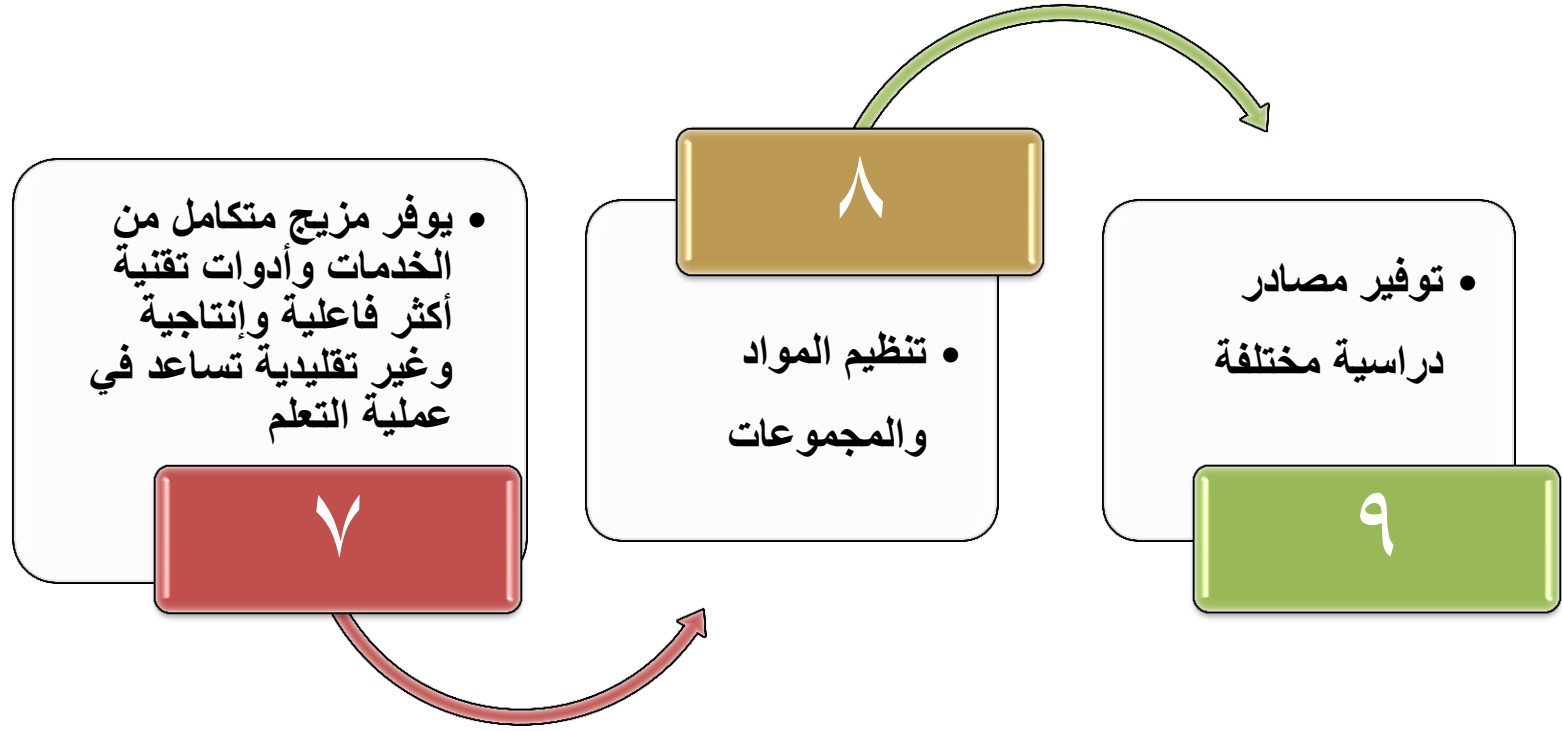 • يوفر مزيج متكامل من
الخدمات وأدوات تقنية
أكثر فاعلية وإنتاجية
وغير تقليدية تساعد في
عملية التعلم
٧
٨
• تنظيم المواد
والمجموعات
• توفير مصادر
دراسية مختلفة
٩